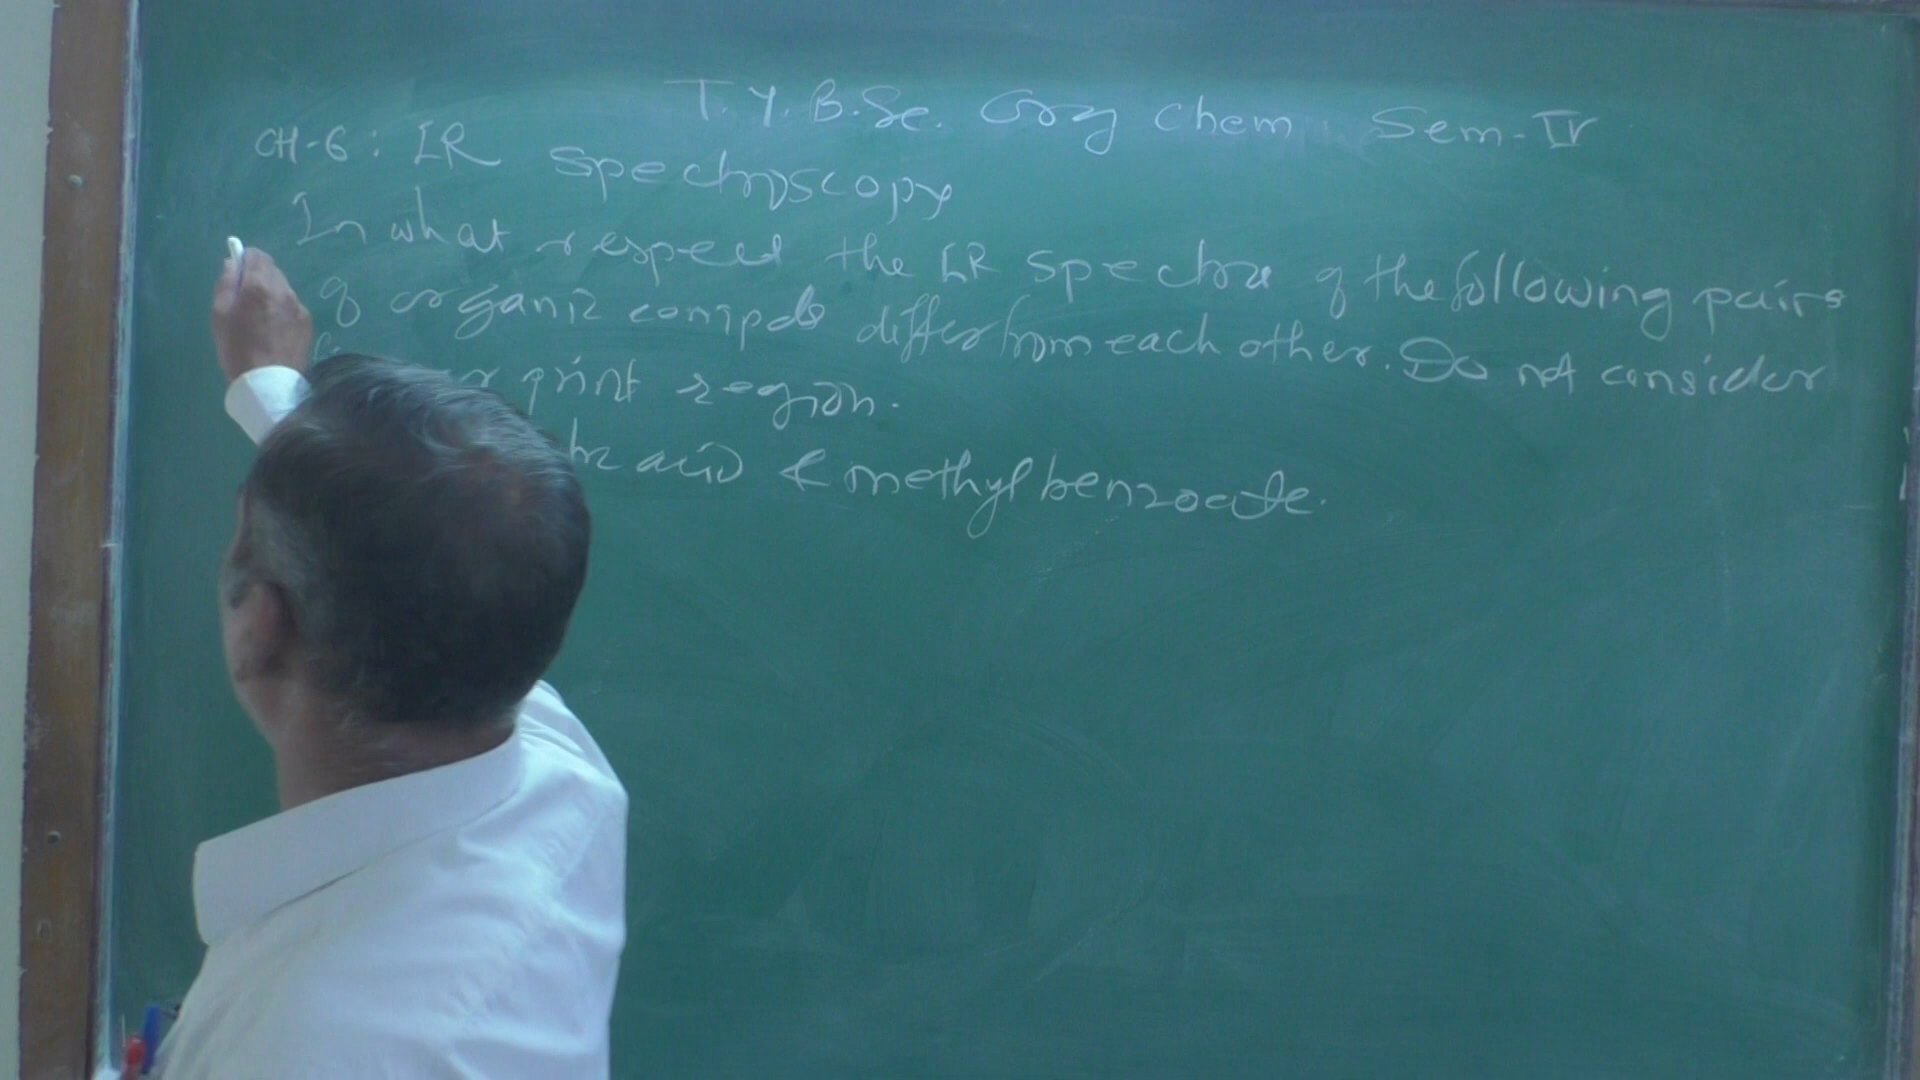 T.Y.B.Sc. Org Chem Sem-IV
CH-6: IR Spectroscopy
In what respect the IR spectra of the following pairs
of organic compds differ from each other. Do not consider
print region.
acid & methyl benzoate.